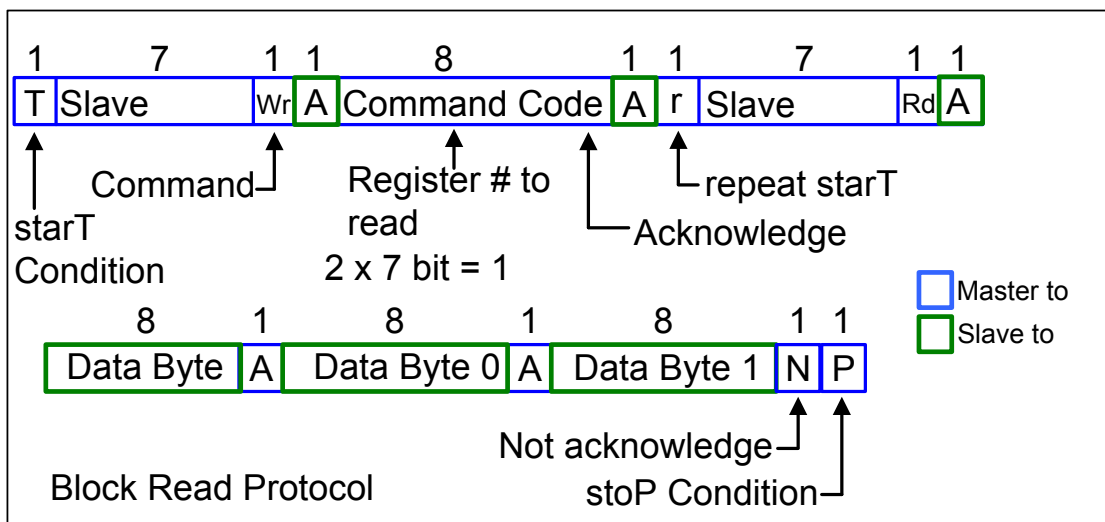 1 7 1 1 8 1 1 7 1 1
T Slave Wr A Command Code A r Slave Rd A
Command
Register # to
read
2 x 7 bit = 1
repeat starT
Acknowledge
starT
Condition
Master to
Slave to
8 1 8 1 8 1 1
Data Byte A Data Byte 0 A Data Byte 1 N P
Not acknowledge
stoP Condition
Block Read Protocol